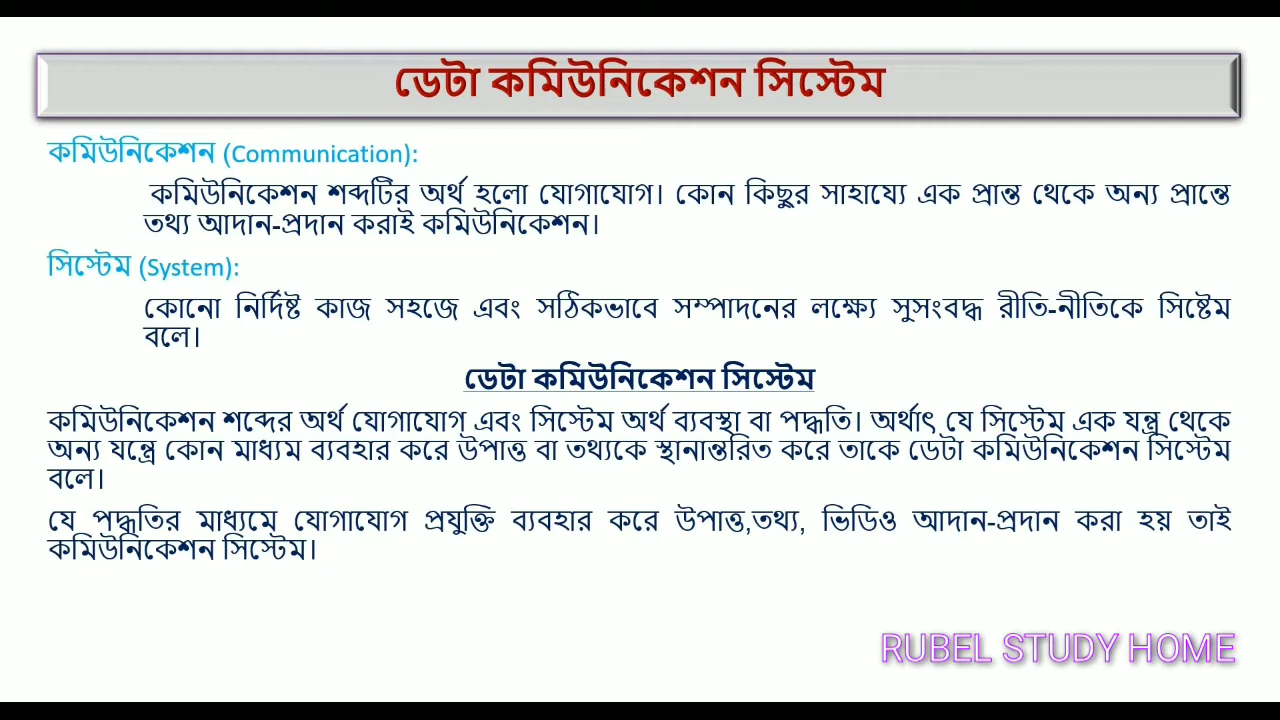 ডেটা কমিউনিকেশন সিস্টেম
কমিউনিকেশন (Communication):
কমিউনিকেশন শব্দটির অর্থ হলো যোগাযোগ। কোন কিছুর সাহায্যে এক প্রান্ত থেকে অন্য প্রান্তে
তথ্য আদান-প্রদান করাই কমিউনিকেশন।
সিস্টেম (System):
কোনো নির্দিষ্ট কাজ সহজে এবং সঠিকভাবে সম্পাদনের লক্ষ্যে সুসংবদ্ধ রীতি-নীতিকে সিষ্টেম
বলে।
ডেটা কমিউনিকেশন সিস্টেম
কমিউনিকেশন শব্দের অর্থ যোগাযোগ এবং সিস্টেম অর্থ ব্যবস্থা বা পদ্ধতি। অর্থাৎ যে সিস্টেম এক যন্ত্র থেকে
অন্য যন্ত্রে কোন মাধ্যম ব্যবহার করে উপাত্ত বা তথ্যকে স্থানান্তরিত করে তাকে ডেটা কমিউনিকেশন সিস্টেম
বলে।
যে পদ্ধতির মাধ্যমে যোগাযোগ প্রযুক্তি ব্যবহার করে উপাত্ত,তথ্য, ভিডিও আদান-প্রদান করা হয় তাই
কমিউনিকেশন সিস্টেম।
RUBEL STUDY HOME